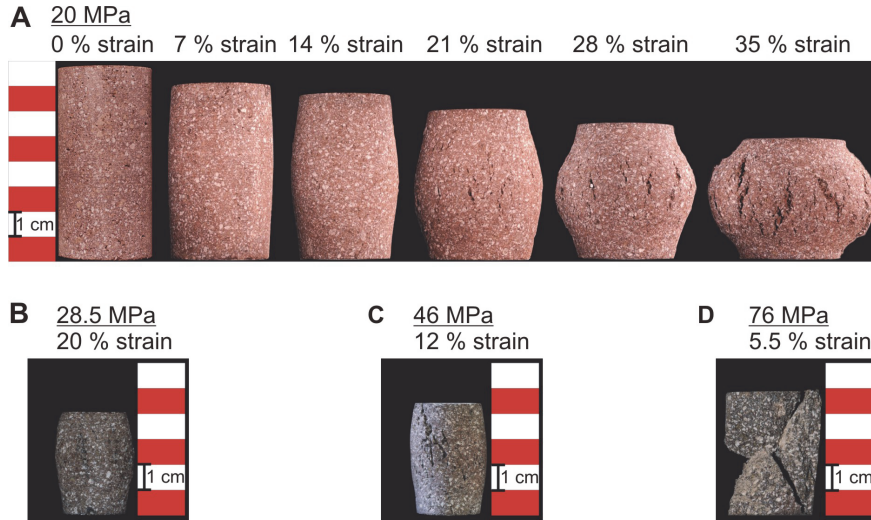 A
20 MPa
0 % strain 7 % strain 14 % strain 21 % strain 28 % strain 35 % strain
1 cm
B
28.5 MPa
20 % strain
1 cm
C
46 MPa
12 % strain
1 cm
D
76 MPa
5.5 % strain
1 cm